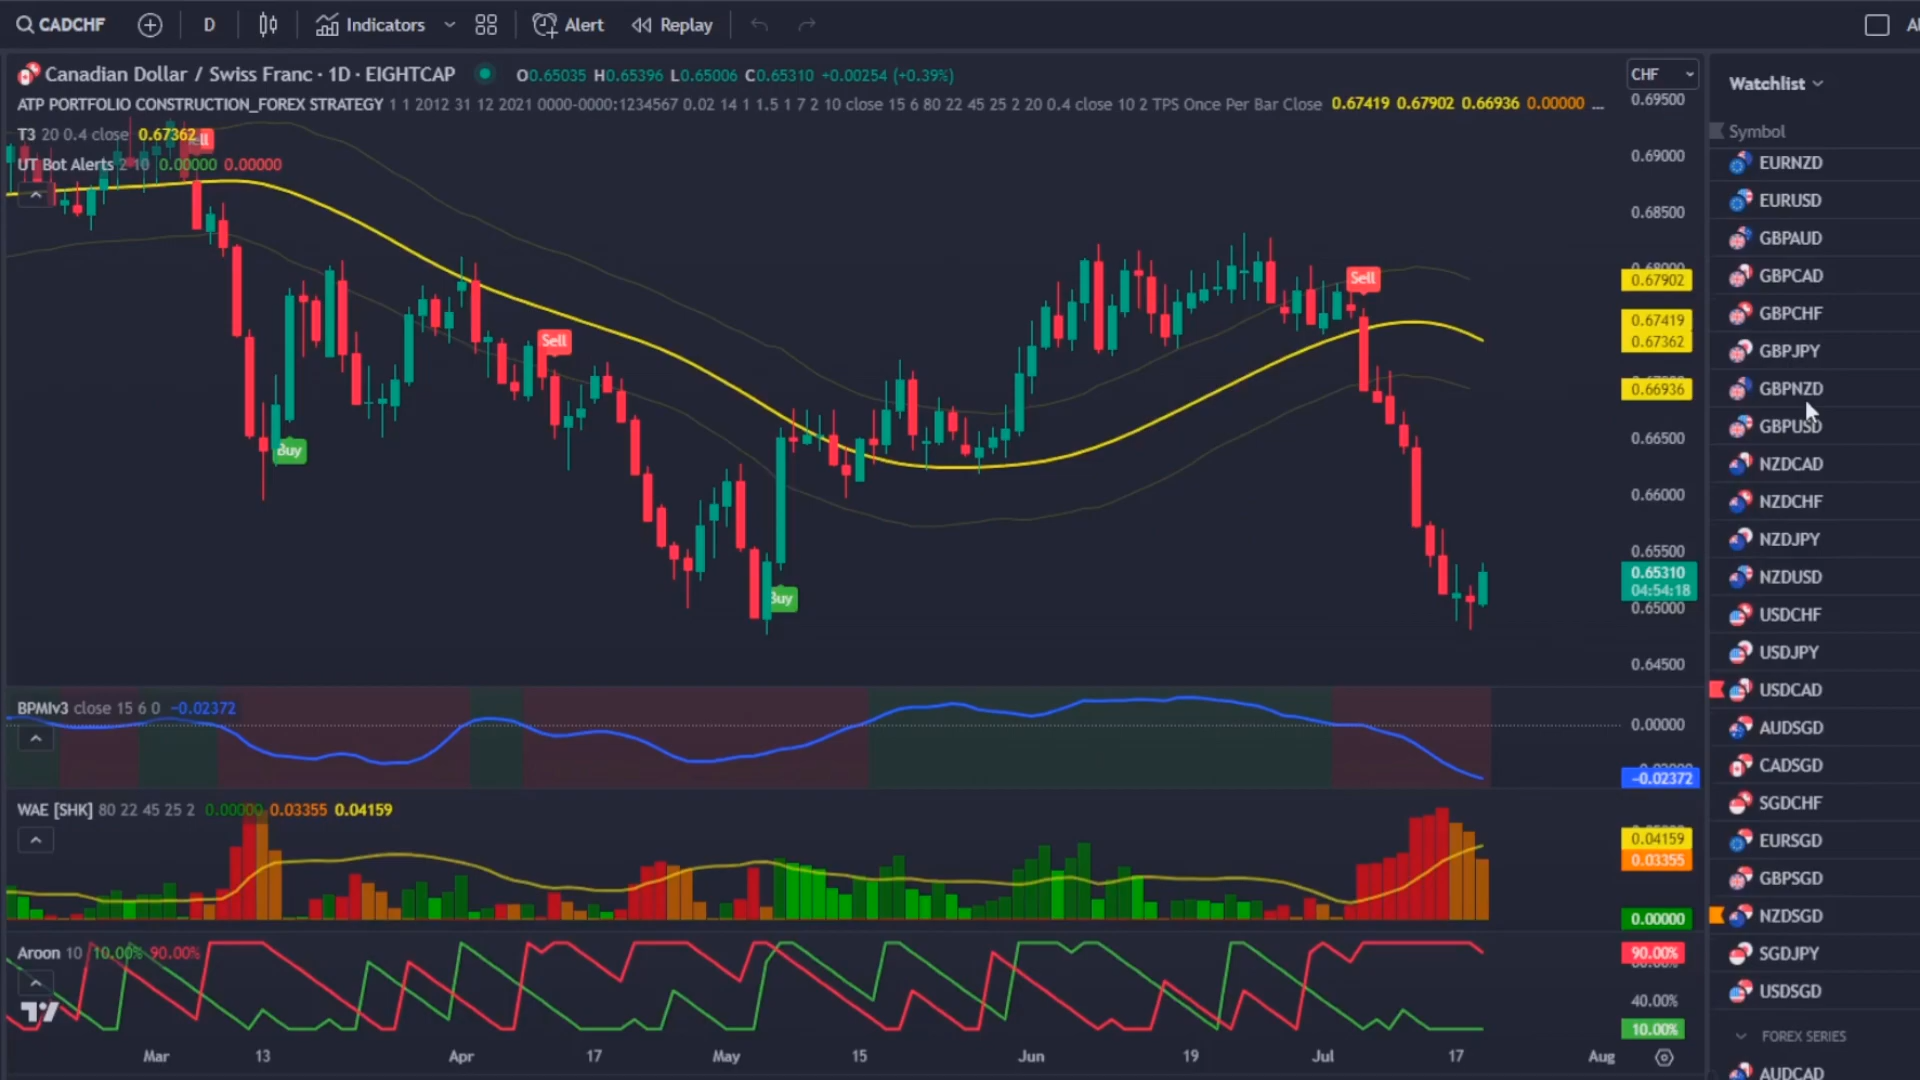 CADCHF
D
Indicators
Alert
Replay
Canadian Dollar / Swiss Franc · 1D · EIGHTCAP
O0.65035 H0.65396 L0.65006 C0.65310 +0.00254 (+0.39%)
CHF
ATP PORTFOLIO CONSTRUCTION_FOREX STRATEGY 1 1 2012 31 12 2021 0000-0000:1234567 0.02 14 1 1.5 1 7 2 10 close 15 6 80 22 45 25 2 20 0.4 close 10 2 TPS Once Per Bar Close 0.67419 0.67902 0.66936 0.00000 ...
T3 20 0.4 close 0.67362
UT Bot Alerts 2 10 0.00000 0.00000
Sell
Buy
Sell
Buy
0.69500
0.69000
0.68500
0.67902
0.67419
0.67362
0.66936
0.66500
0.66000
0.65500
0.65310
04:54:18
0.65000
0.64500
BPMIv3 close 15 6 0 −0.02372
0.00000
−0.02372
WAE [SHK] 80 22 45 25 2 0.00000 0.03355 0.04159
0.04159
0.03355
0.00000
Aroon 10 10.00% 90.00%
90.00%
40.00%
10.00%
Mar 13 Apr 17 May 15 Jun 19 Jul 17 Aug
Watchlist
Symbol
EURNZD
EURUSD
GBPAUD
GBPCAD
GBPCHF
GBPJPY
GBPNZD
GBPUSD
NZDCAD
NZDCHF
NZDJPY
NZDUSD
USDCHF
USDJPY
USDCAD
AUDSGD
CADSGD
SGDCHF
EURSGD
GBPSGD
NZDSGD
SGDJPY
USDSGD
FOREX SERIES
AUDCAD